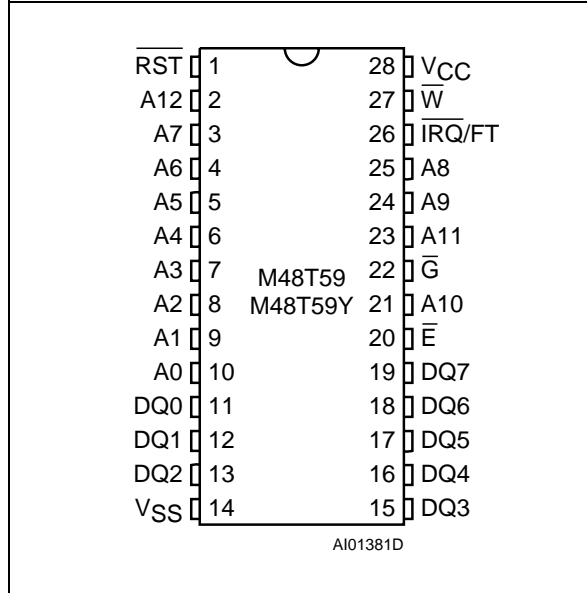 R̅S̅T̅ 1 28 VCC
A12 2 27 W̅
A7 3 26 I̅R̅Q̅/FT
A6 4 25 A8
A5 5 24 A9
A4 6 23 A11
A3 7 22 G̅
A2 8 21 A10
A1 9 20 E̅
A0 10 19 DQ7
DQ0 11 18 DQ6
DQ1 12 17 DQ5
DQ2 13 16 DQ4
VSS 14 15 DQ3
M48T59
M48T59Y
AI01381D